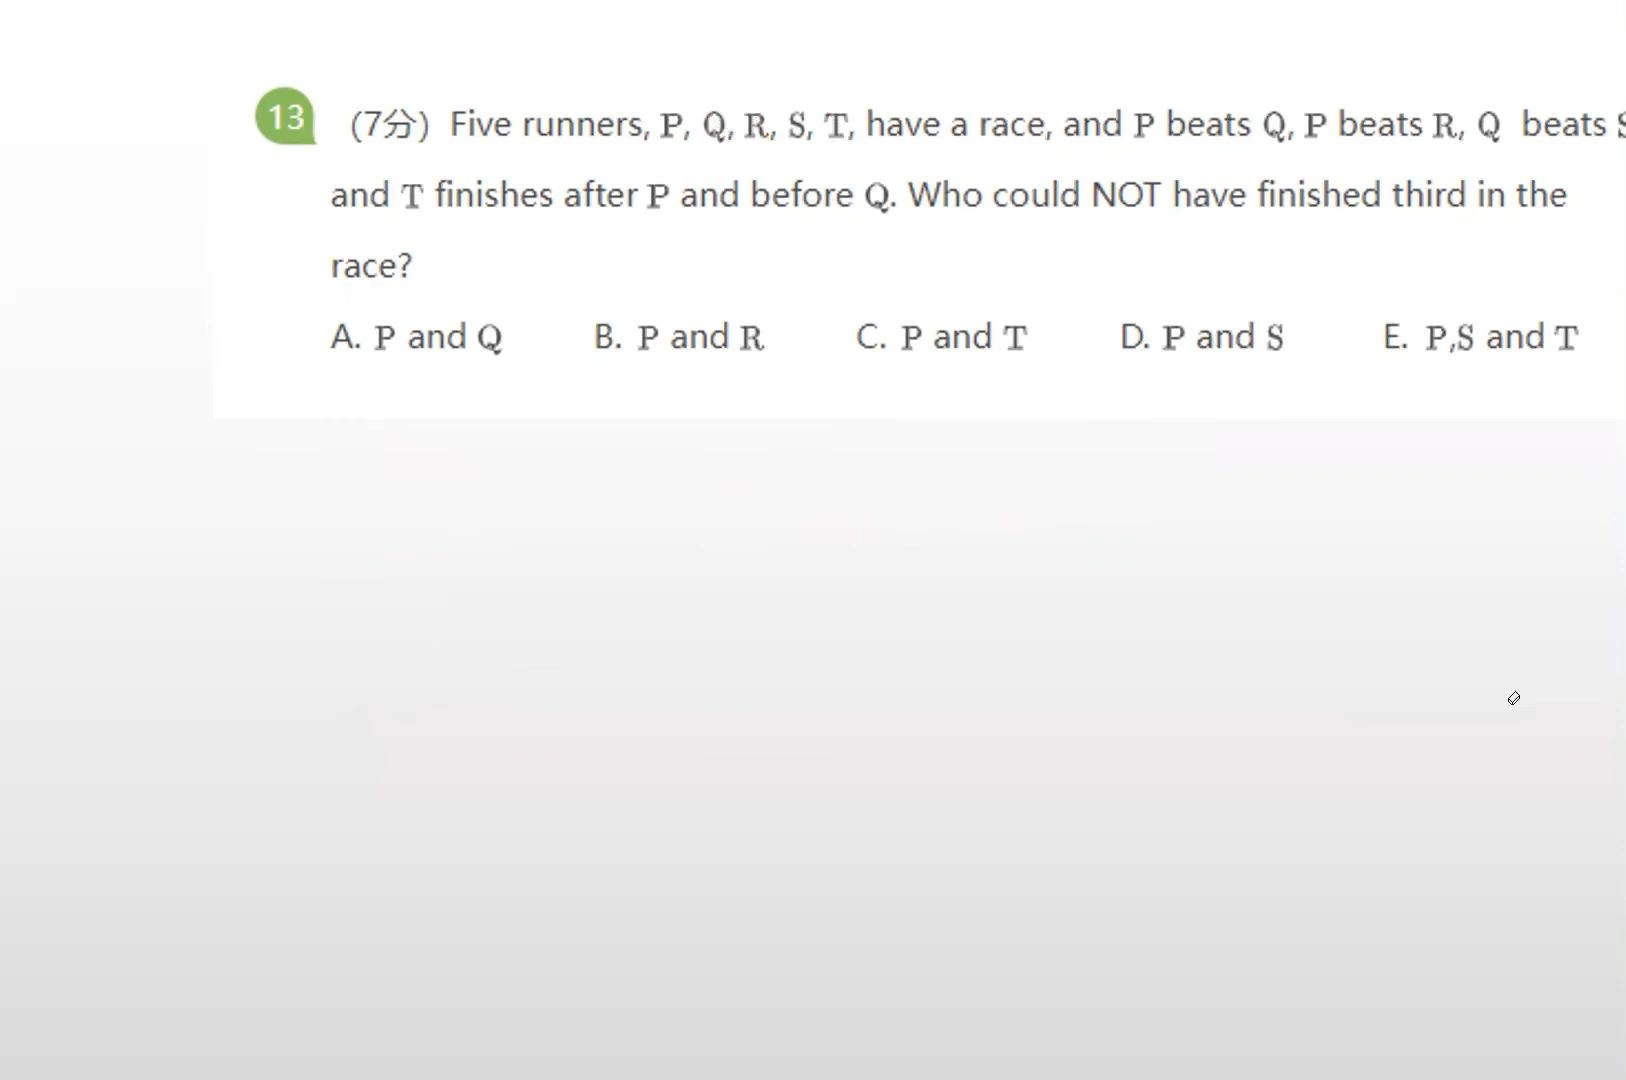 13 (7分) Five runners, P, Q, R, S, T, have a race, and P beats Q, P beats R, Q beats S
and T finishes after P and before Q. Who could NOT have finished third in the
race?
A. P and Q B. P and R C. P and T D. P and S E. P,S and T